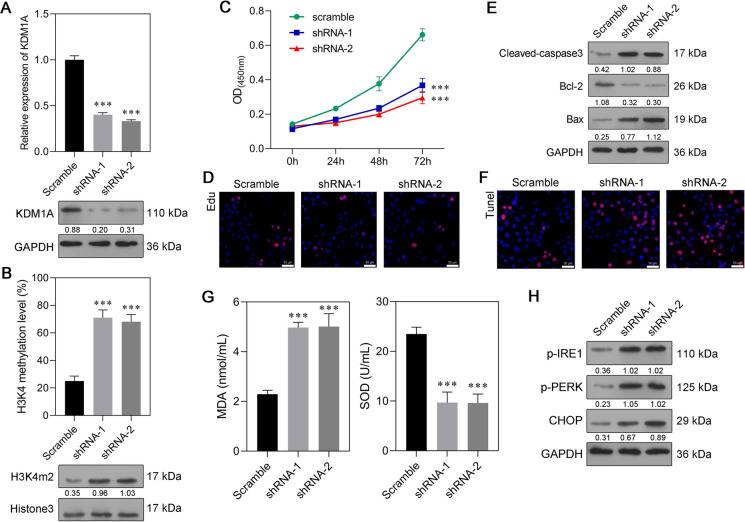 A
Relative expression of KDM1A
1.5
1.0
0.5
0.0
***
***
Scramble
shRNA-1
shRNA-2
KDM1A
110 kDa
0.88 0.20 0.31
GAPDH
36 kDa
B
H3K4 methylation level (%)
100
80
60
40
20
0
***
***
Scramble
shRNA-1
shRNA-2
H3K4m2
17 kDa
0.35 0.96 1.03
Histone3
17 kDa
C
OD(450nm)
0.8
0.6
0.4
0.2
0.0
scramble
shRNA-1
shRNA-2
***
***
0h 24h 48h 72h
D
Edu
Scramble shRNA-1 shRNA-2
E
Scramble
shRNA-1
shRNA-2
Cleaved-caspase3
17 kDa
0.42 1.02 0.88
Bcl-2
26 kDa
1.08 0.32 0.30
Bax
19 kDa
0.25 0.77 1.12
GAPDH
36 kDa
F
Tunel
Scramble shRNA-1 shRNA-2
G
MDA (nmol/mL)
6
4
2
0
***
***
Scramble
shRNA-1
shRNA-2
SOD (U/mL)
30
20
10
0
***
***
Scramble
shRNA-1
shRNA-2
H
Scramble
shRNA-1
shRNA-2
p-IRE1
110 kDa
0.36 1.02 1.02
p-PERK
125 kDa
0.23 1.05 1.02
CHOP
29 kDa
0.31 0.67 0.89
GAPDH
36 kDa